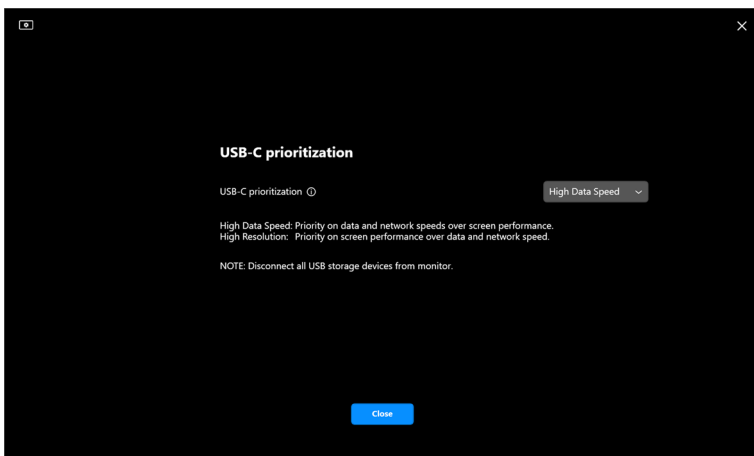 USB-C prioritization
USB-C prioritization
High Data Speed
High Data Speed: Priority on data and network speeds over screen performance.
High Resolution: Priority on screen performance over data and network speed.
NOTE: Disconnect all USB storage devices from monitor.
Close